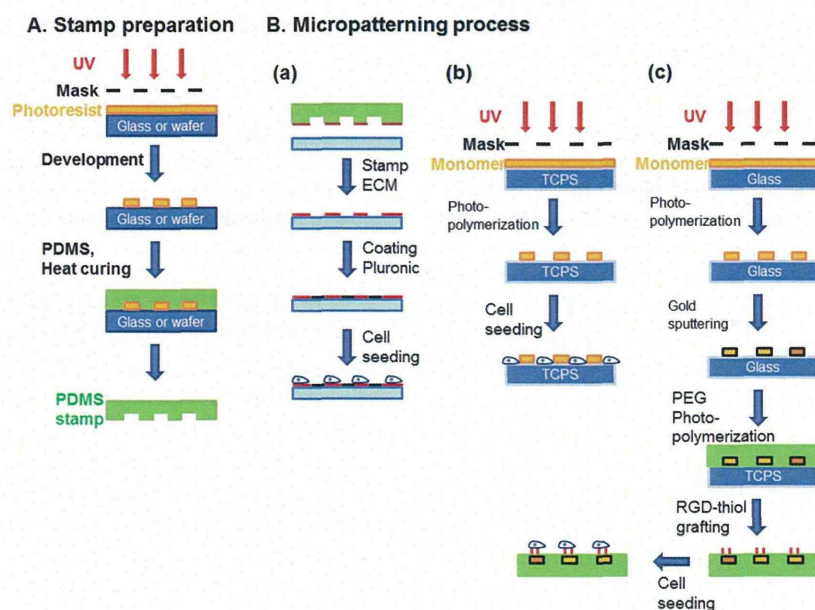 A. Stamp preparation
UV
Mask
Photoresist
Glass or wafer
Development
Glass or wafer
PDMS,
Heat curing
Glass or wafer
PDMS
stamp
B. Micropatterning process
(a)
Stamp
ECM
Coating
Pluronic
Cell
seeding
(b)
UV
Mask
Monomer
TCPS
Photo-
polymerization
TCPS
Cell
seeding
TCPS
(c)
UV
Mask
Monomer
Glass
Photo-
polymerization
Glass
Gold
sputtering
Glass
PEG
Photo-
polymerization
TCPS
RGD-thiol
grafting
Cell
seeding